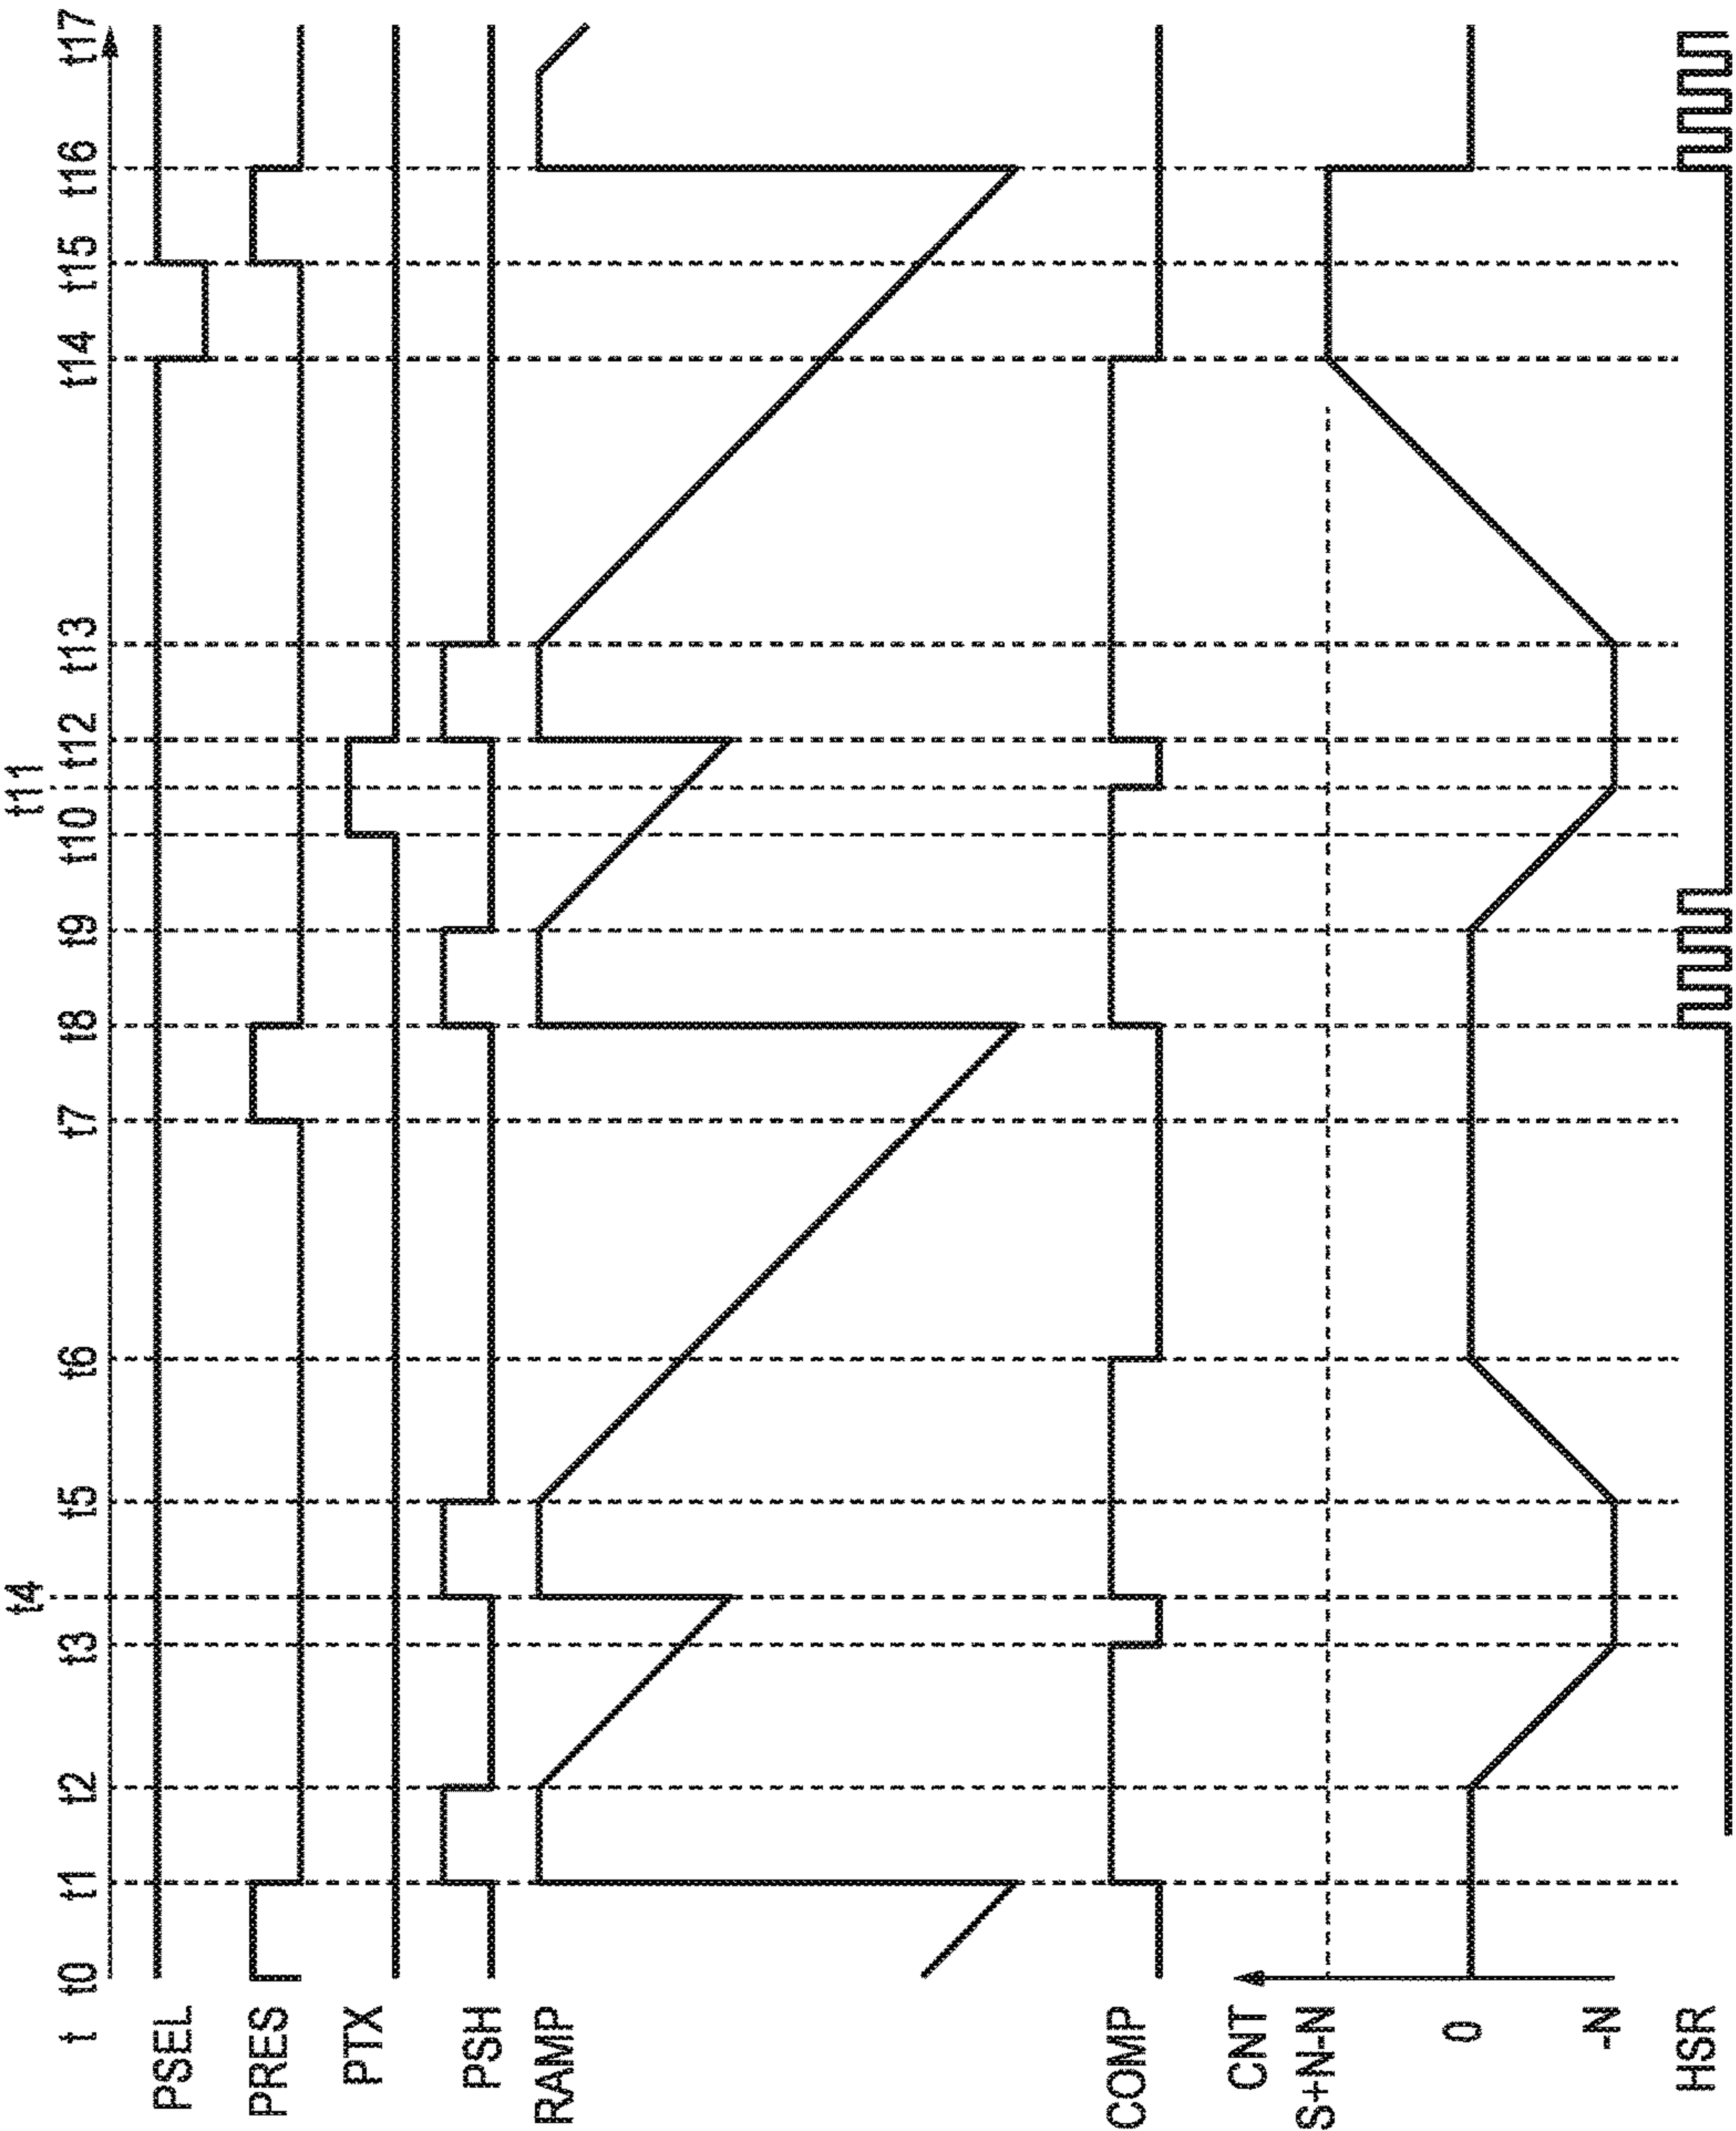 t t0 t1 t2 t3 t4 t5 t6 t7 t8 t9 t10 t11 t12 t13 t14 t15 t16 t17
PSEL
PRES
PTX
PSH
RAMP
COMP
CNT
S+N-N
0
-N
HSR